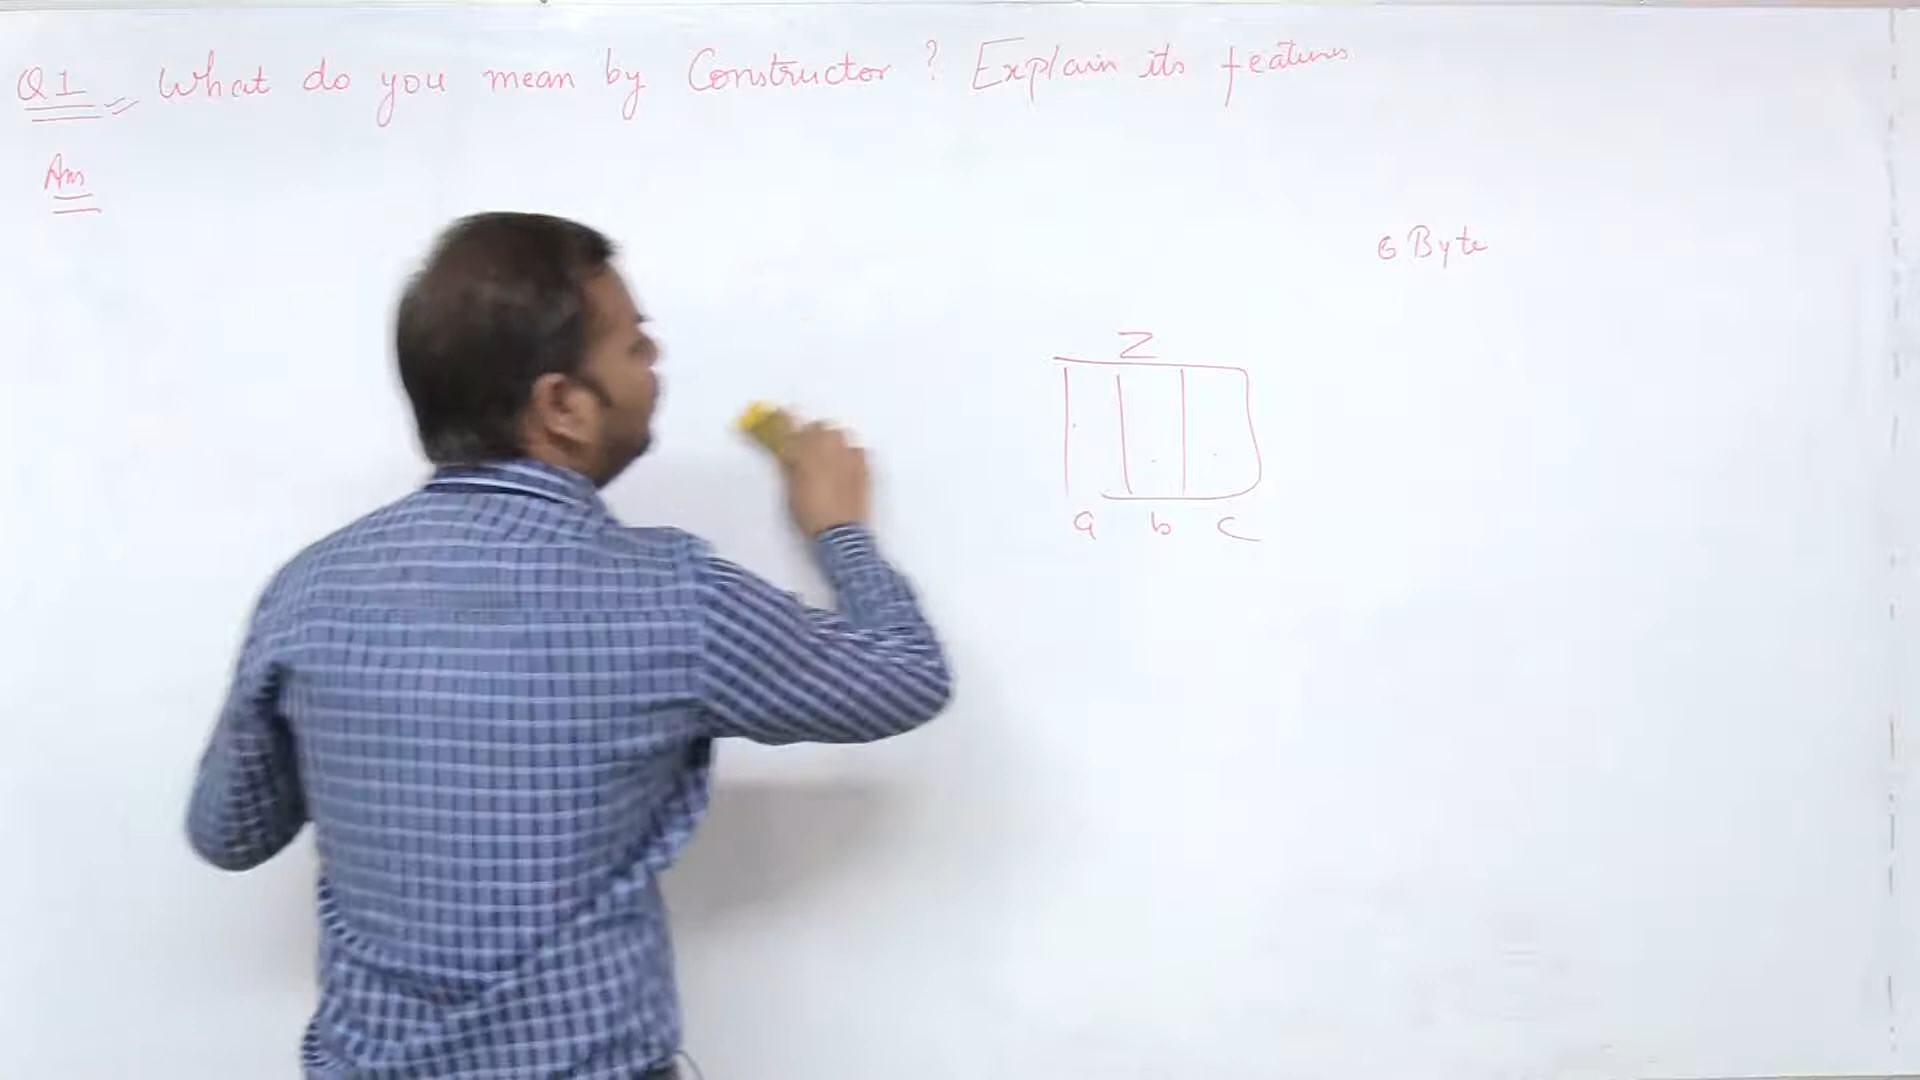 Q1 What do you mean by Constructor ? Explain its features
Ans
6 Byte
Z
a b c